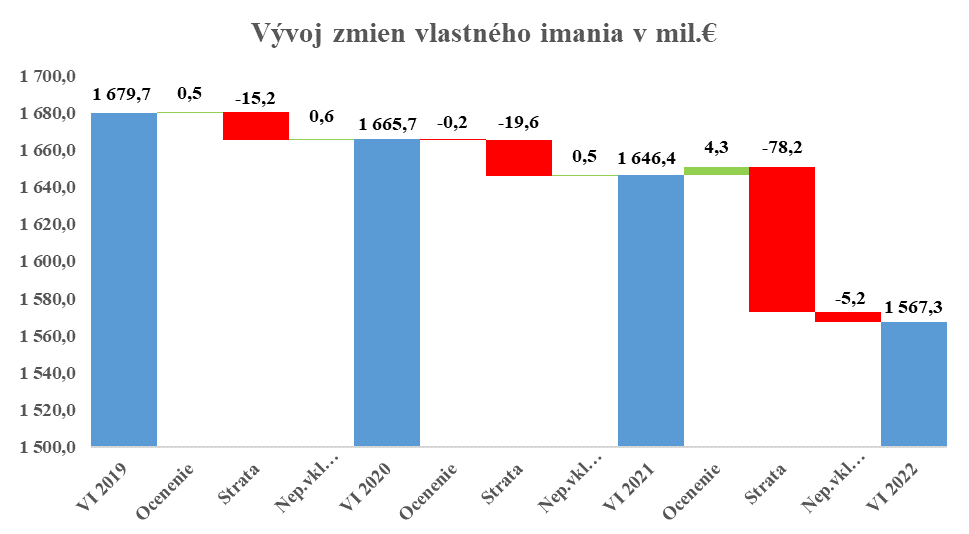 Vývoj zmien vlastného imania v mil.€
1 700,0
1 680,0
1 660,0
1 640,0
1 620,0
1 600,0
1 580,0
1 560,0
1 540,0
1 520,0
1 500,0
1 679,7
0,5
-15,2
0,6
1 665,7
-0,2
-19,6
0,5
1 646,4
4,3
-78,2
-5,2
1 567,3
VI 2019
Ocenenie
Strata
Nep.vkl…
VI 2020
Ocenenie
Strata
Nep.vkl…
VI 2021
Ocenenie
Strata
Nep.vkl…
VI 2022